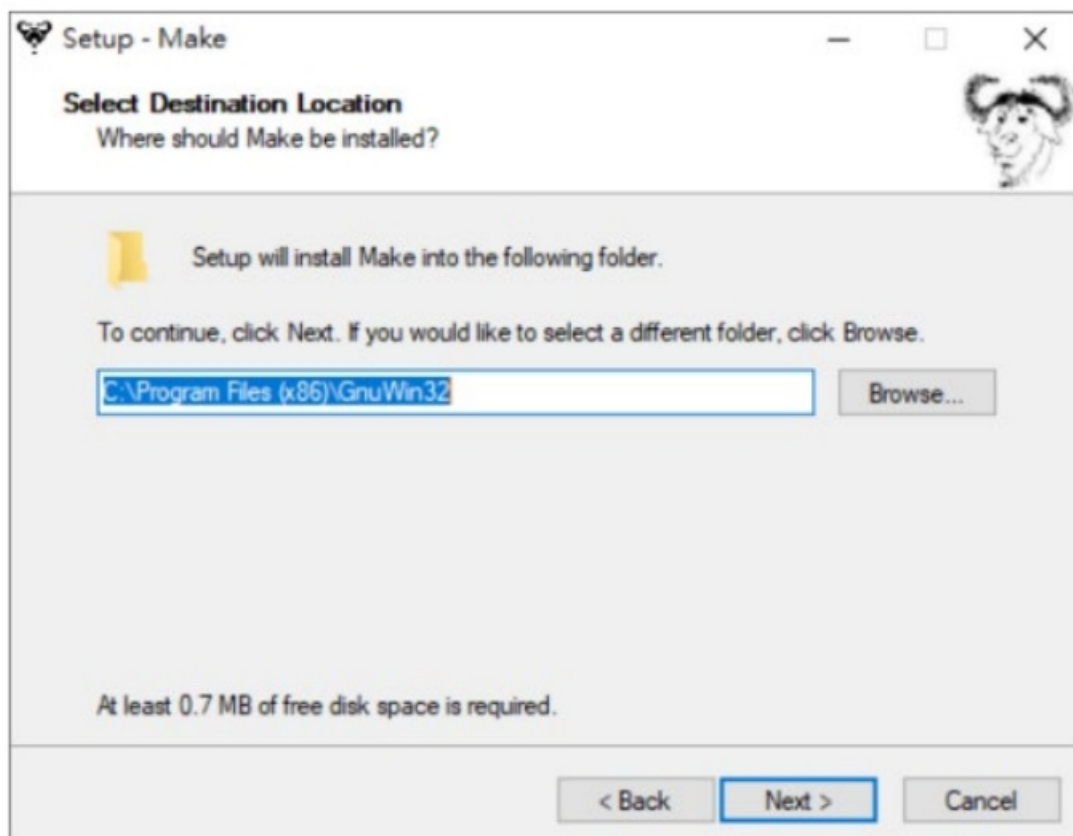 Setup - Make
Select Destination Location
Where should Make be installed?
Setup will install Make into the following folder.
To continue, click Next. If you would like to select a different folder, click Browse.
C:\Program Files (x86)\GnuWin32
Browse...
At least 0.7 MB of free disk space is required.
< Back
Next >
Cancel